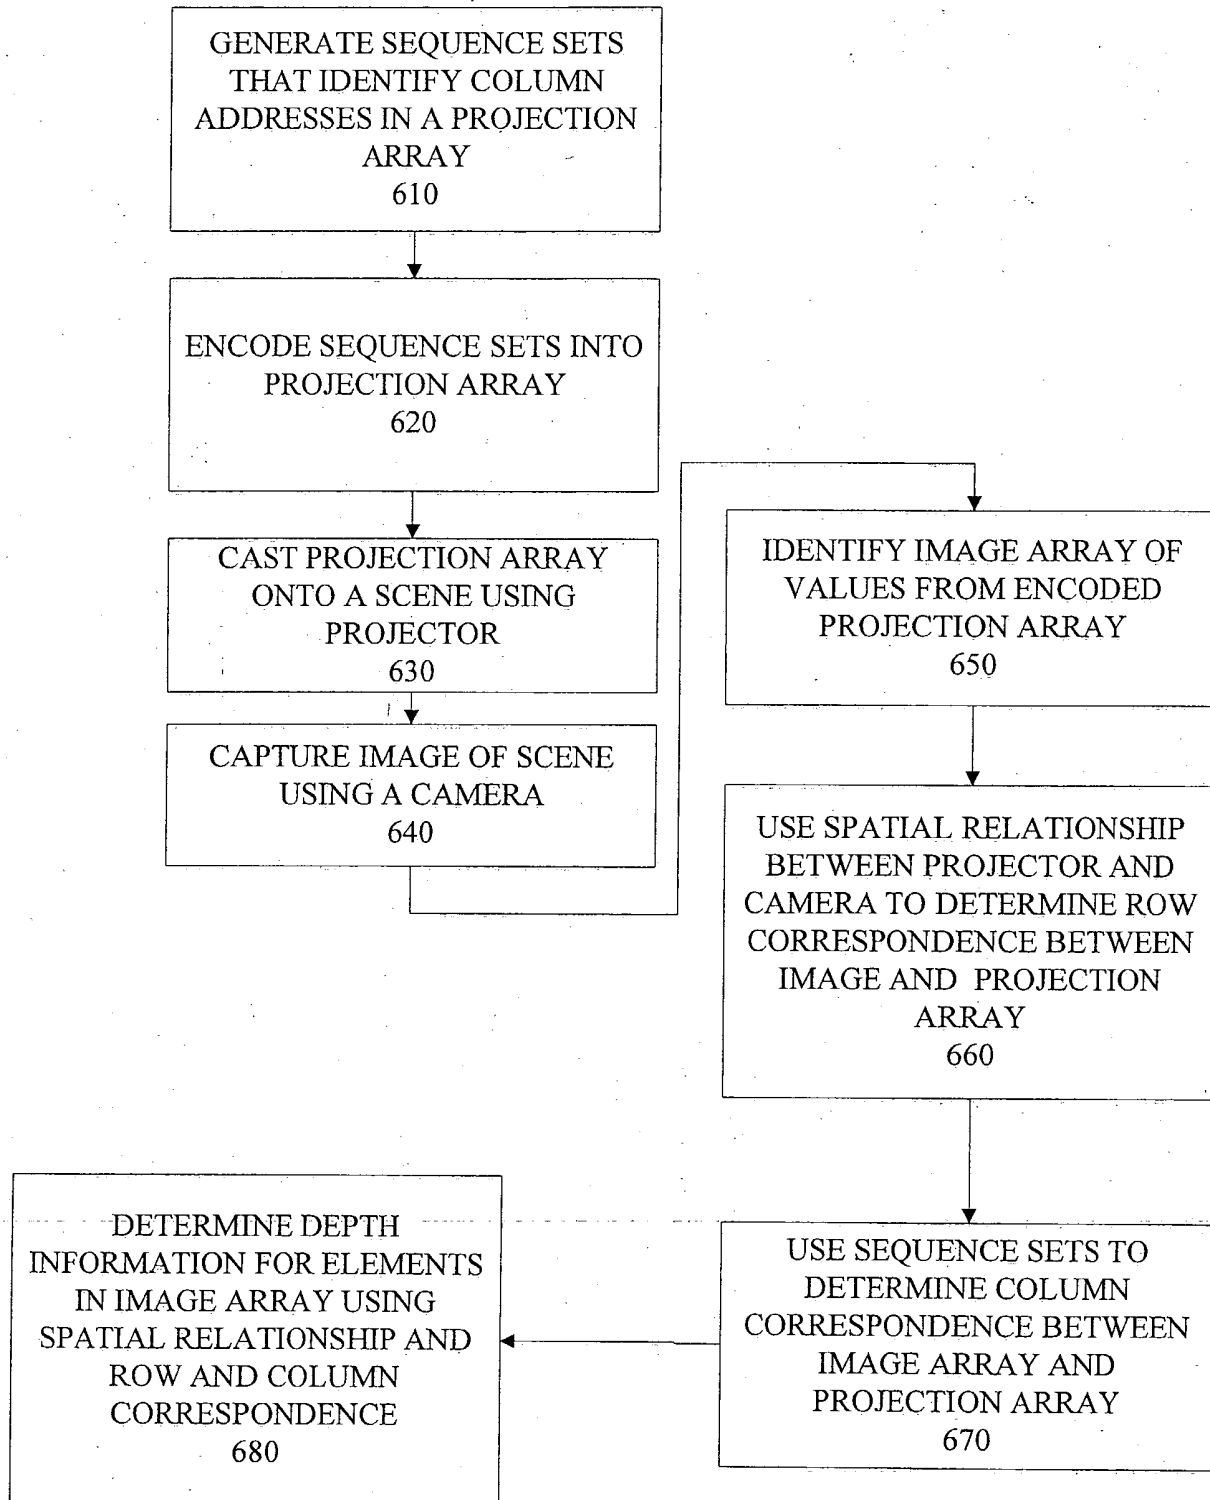 GENERATE SEQUENCE SETS
THAT IDENTIFY COLUMN
ADDRESSES IN A PROJECTION
ARRAY
610
ENCODE SEQUENCE SETS INTO
PROJECTION ARRAY
620
CAST PROJECTION ARRAY
ONTO A SCENE USING
PROJECTOR
630
CAPTURE IMAGE OF SCENE
USING A CAMERA
640
IDENTIFY IMAGE ARRAY OF
VALUES FROM ENCODED
PROJECTION ARRAY
650
USE SPATIAL RELATIONSHIP
BETWEEN PROJECTOR AND
CAMERA TO DETERMINE ROW
CORRESPONDENCE BETWEEN
IMAGE AND PROJECTION
ARRAY
660
USE SEQUENCE SETS TO
DETERMINE COLUMN
CORRESPONDENCE BETWEEN
IMAGE ARRAY AND
PROJECTION ARRAY
670
DETERMINE DEPTH
INFORMATION FOR ELEMENTS
IN IMAGE ARRAY USING
SPATIAL RELATIONSHIP AND
ROW AND COLUMN
CORRESPONDENCE
680